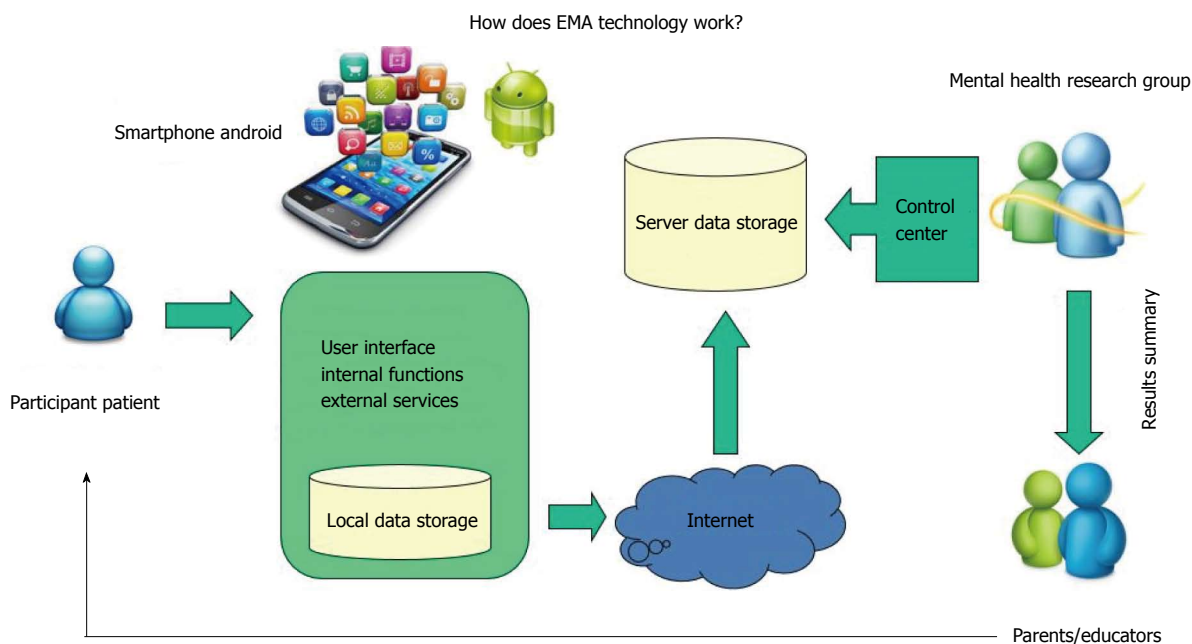 How does EMA technology work?
Mental health research group
Smartphone android
Server data storage
Control
center
User interface
internal functions
external services
Participant patient
Results summary
Local data storage
Internet
Parents/educators